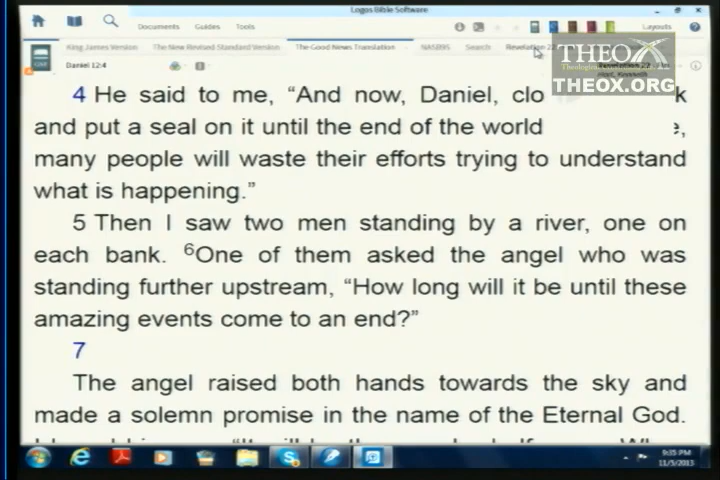 Logos Bible Software
Documents Guides Tools Layouts
King James Version The New Revised Standard Version The Good News Translation NASB95 Search Revelation 22
THEOX
THEOX.ORG
Daniel 12:4
4 He said to me, “And now, Daniel, clo k
and put a seal on it until the end of the world e,
many people will waste their efforts trying to understand
what is happening.”
5 Then I saw two men standing by a river, one on
each bank. 6One of them asked the angel who was
standing further upstream, “How long will it be until these
amazing events come to an end?”
7
The angel raised both hands towards the sky and
made a solemn promise in the name of the Eternal God.
9:35 PM
11/5/2013